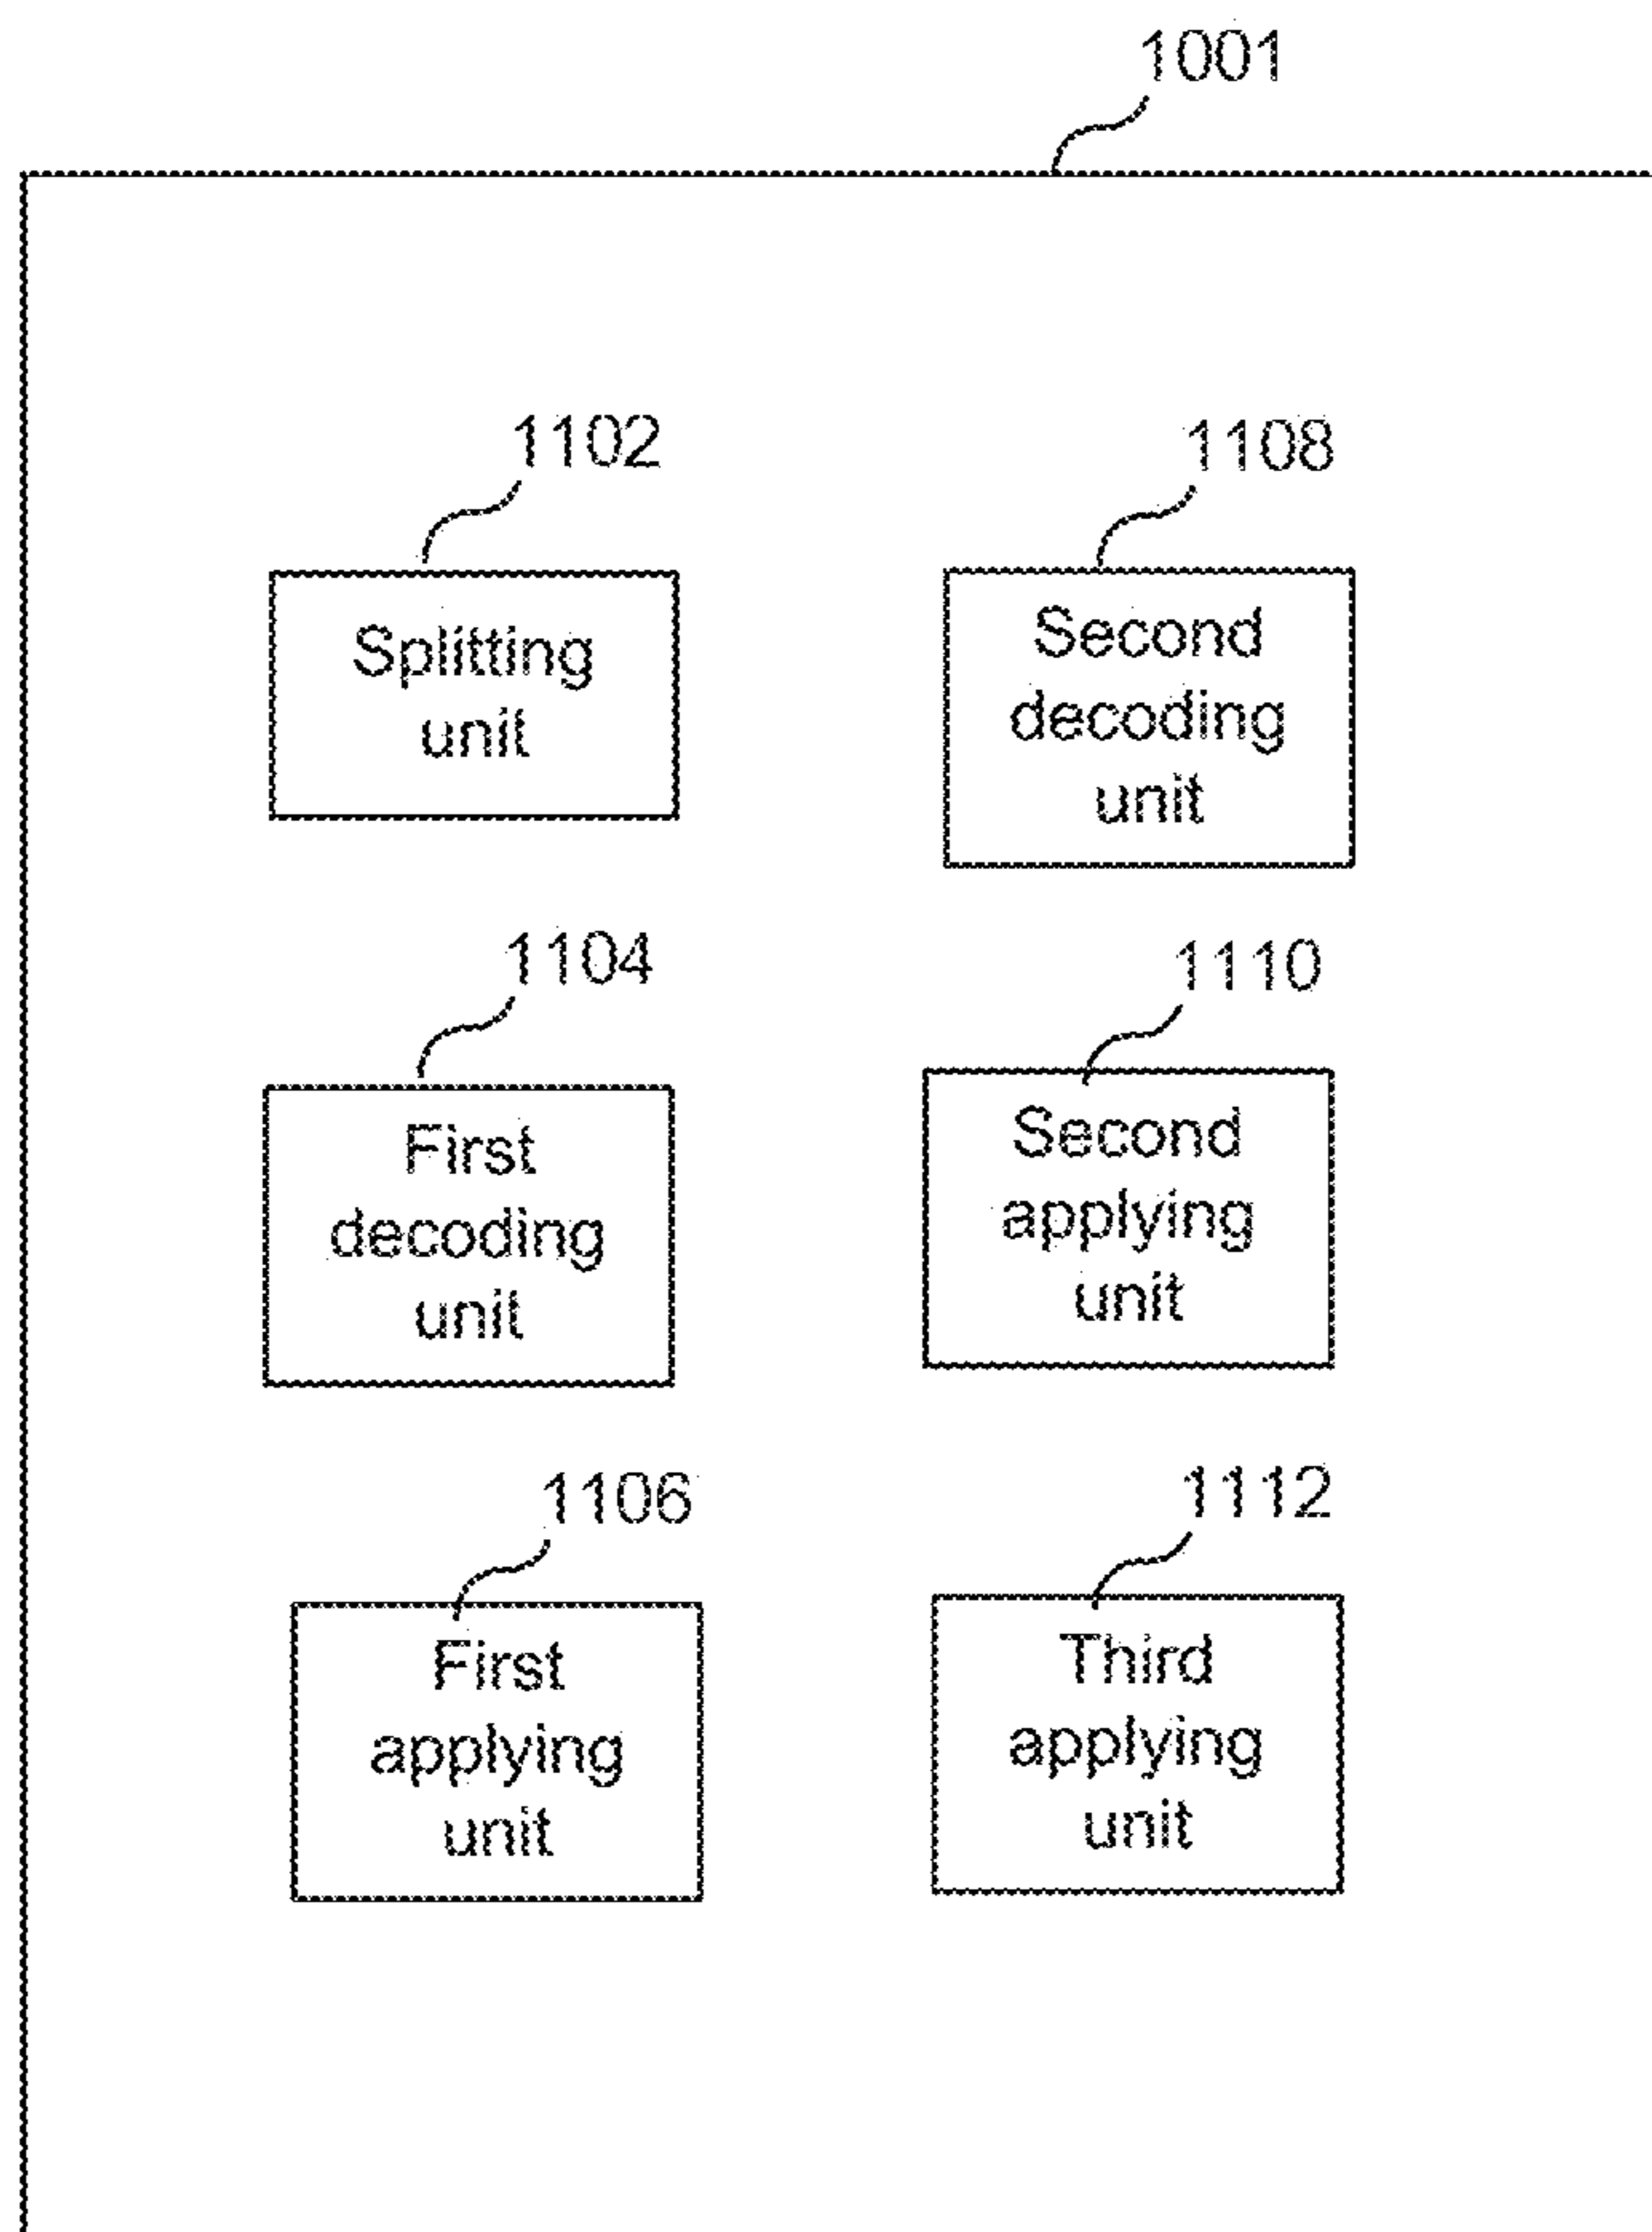 1001
1102
Splitting
unit
1108
Second
decoding
unit
1104
First
decoding
unit
1110
Second
applying
unit
1106
First
applying
unit
1112
Third
applying
unit